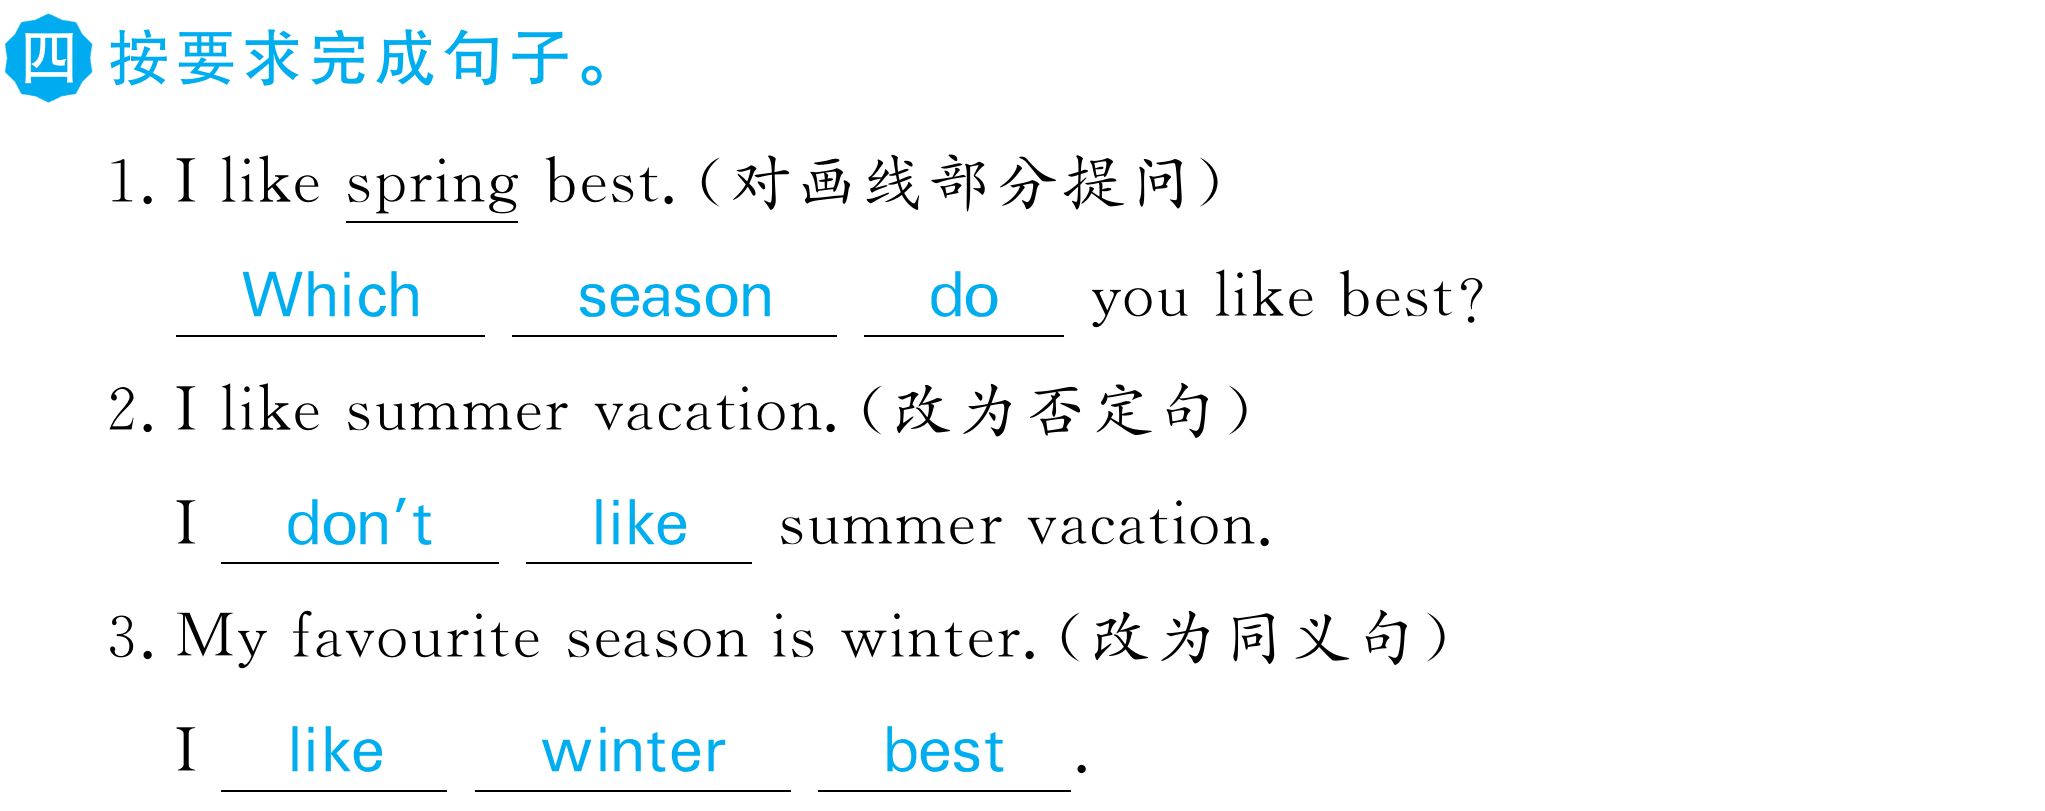 四 按要求完成句子。
1. I like spring best.（对画线部分提问）
Which season do you like best?
2. I like summer vacation.（改为否定句）
I don't like summer vacation.
3. My favourite season is winter.（改为同义句）
I like winter best.